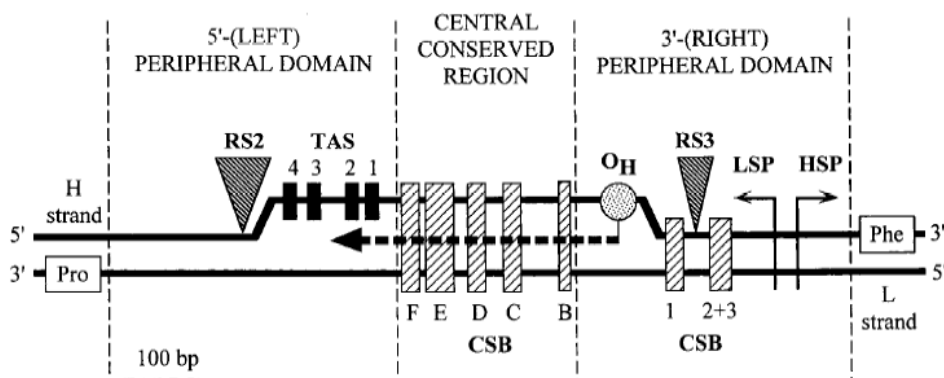 5'-(LEFT)
PERIPHERAL DOMAIN
CENTRAL
CONSERVED
REGION
3'-(RIGHT)
PERIPHERAL DOMAIN
RS2
TAS
4 3 2 1
OH
RS3
LSP HSP
H
strand
5'
Phe 3'
3' Pro
5'
F E D C B
CSB
1 2+3
CSB
L
strand
100 bp